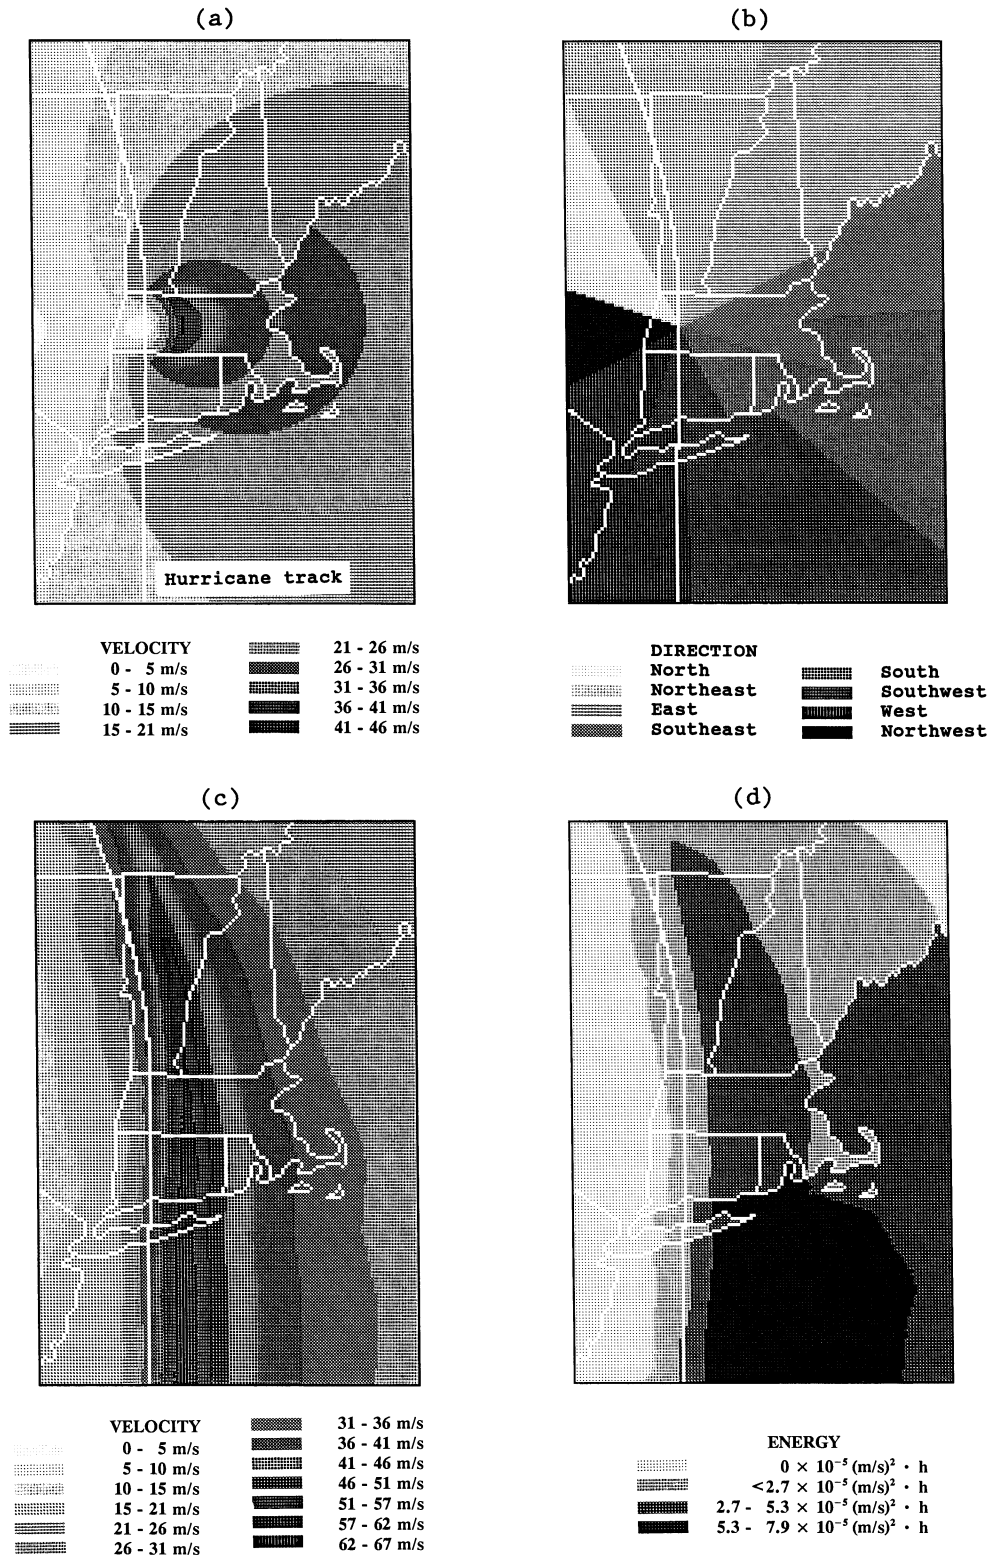 (a)
(b)
Hurricane track
VELOCITY
0 - 5 m/s
5 - 10 m/s
10 - 15 m/s
15 - 21 m/s
21 - 26 m/s
26 - 31 m/s
31 - 36 m/s
36 - 41 m/s
41 - 46 m/s
DIRECTION
North
Northeast
East
Southeast
South
Southwest
West
Northwest
(c)
(d)
VELOCITY
0 - 5 m/s
5 - 10 m/s
10 - 15 m/s
15 - 21 m/s
21 - 26 m/s
26 - 31 m/s
31 - 36 m/s
36 - 41 m/s
41 - 46 m/s
46 - 51 m/s
51 - 57 m/s
57 - 62 m/s
62 - 67 m/s
ENERGY
0 × 10⁻⁵ (m/s)² · h
<2.7 × 10⁻⁵ (m/s)² · h
2.7 - 5.3 × 10⁻⁵ (m/s)² · h
5.3 - 7.9 × 10⁻⁵ (m/s)² · h